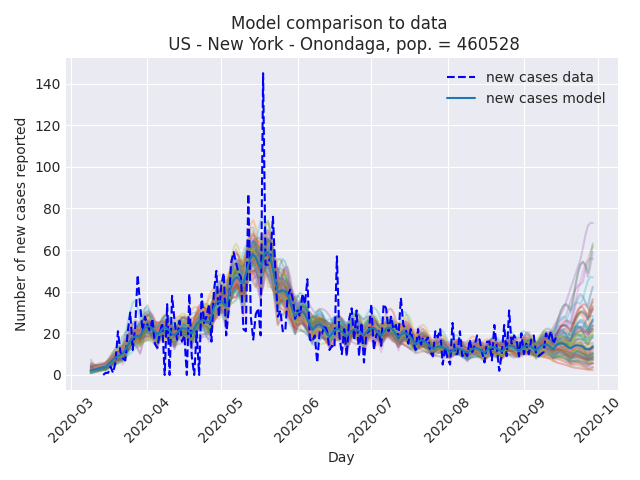 Model comparison to data
US - New York - Onondaga, pop. = 460528
new cases data
new cases model
Number of new cases reported
140
120
100
80
60
40
20
0
2020-03
2020-04
2020-05
2020-06
2020-07
2020-08
2020-09
2020-10
Day